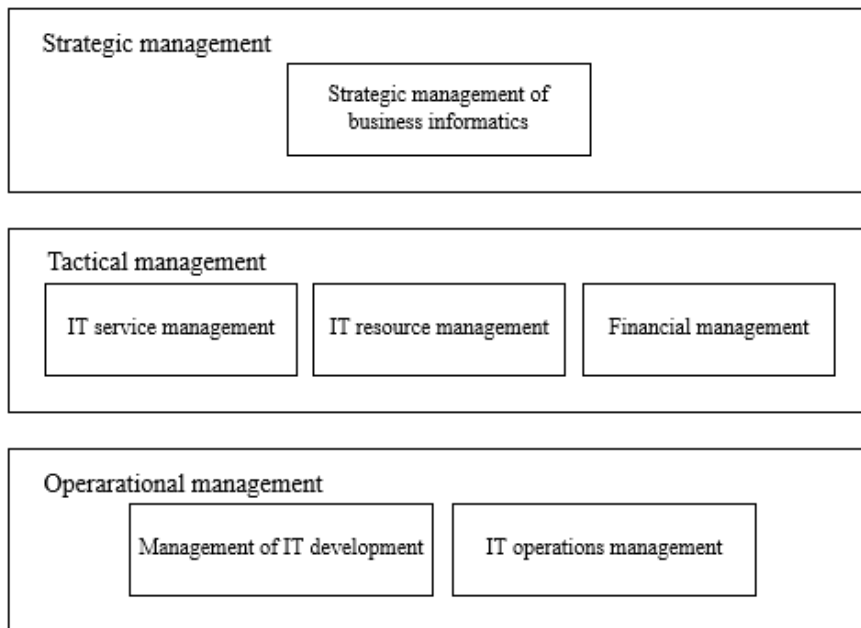 Strategic management
Strategic management of
business informatics
Tactical management
IT service management
IT resource management
Financial management
Operarational management
Management of IT development
IT operations management